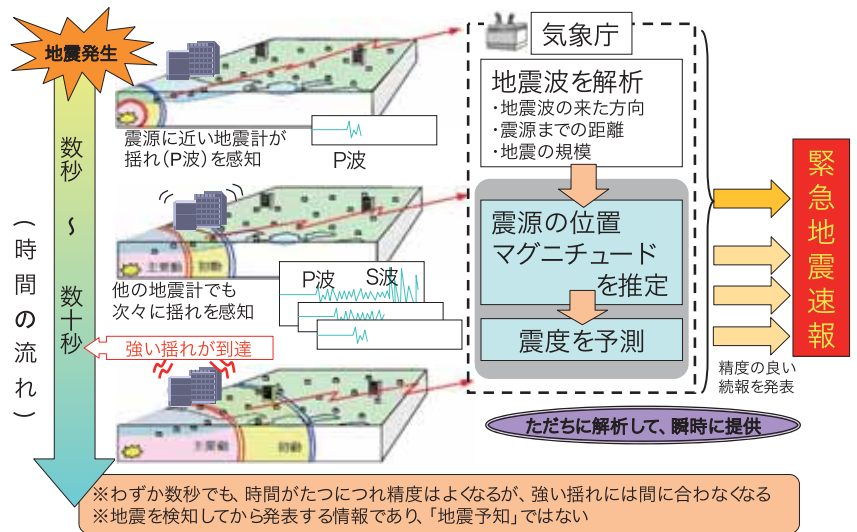 地震発生
数秒 ～ 数十秒
(時間の流れ)
震源に近い地震計が
揺れ(P波)を感知
P波
主要動 初動
他の地震計でも
次々に揺れを感知
P波 S波
強い揺れが到達
主要動 初動
気象庁
地震波を解析
・地震波の来た方向
・震源までの距離
・地震の規模
震源の位置
マグニチュード
を推定
震度を予測
緊急地震速報
精度の良い
続報を発表
ただちに解析して、瞬時に提供
※わずか数秒でも、時間がたつにつれ精度はよくなるが、強い揺れには間に合わなくなる
※地震を検知してから発表する情報であり、「地震予知」ではない